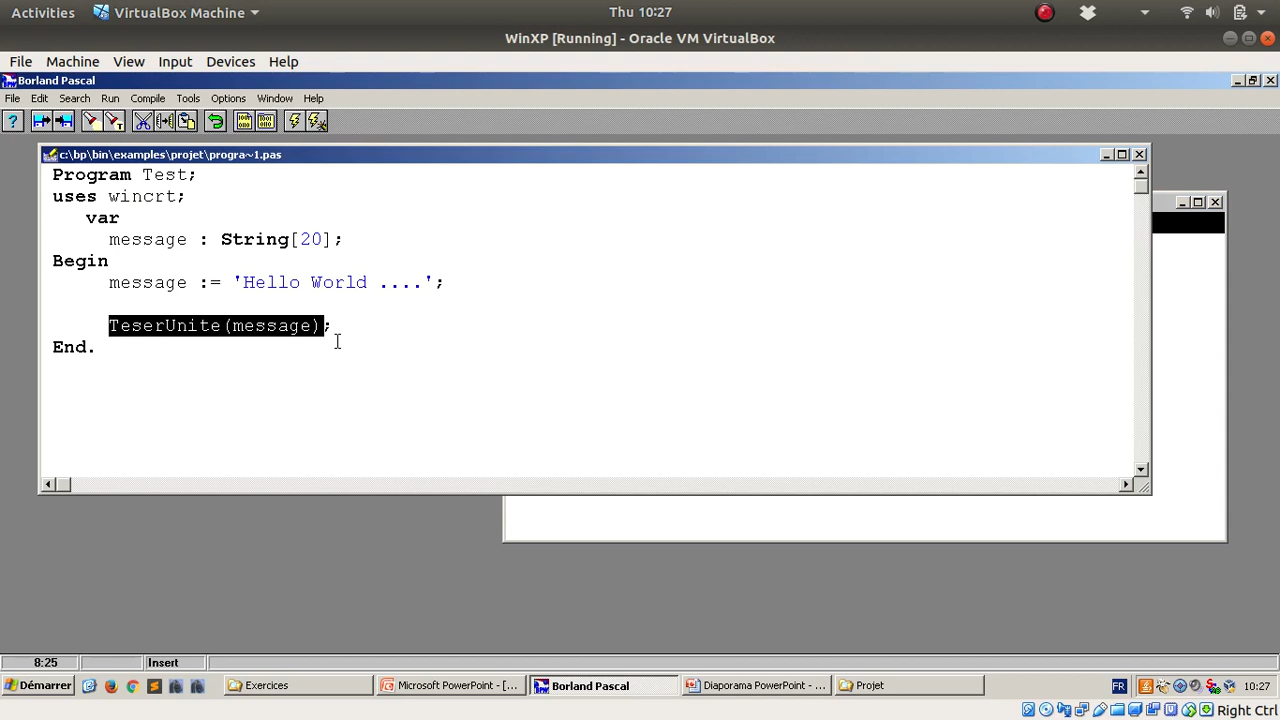 Activities VirtualBox Machine Thu 10:27
WinXP [Running] - Oracle VM VirtualBox
File Machine View Input Devices Help
Borland Pascal
File Edit Search Run Compile Tools Options Window Help
c:\bp\bin\examples\projet\progra~1.pas
Program Test;
uses wincrt;
var
message : String[20];
Begin
message := 'Hello World ....';
TeserUnite(message);
End.
8:25 Insert
Démarrer Exercices Microsoft PowerPoint - [... Borland Pascal Diaporama PowerPoint - ... Projet FR 10:27
Right Ctrl